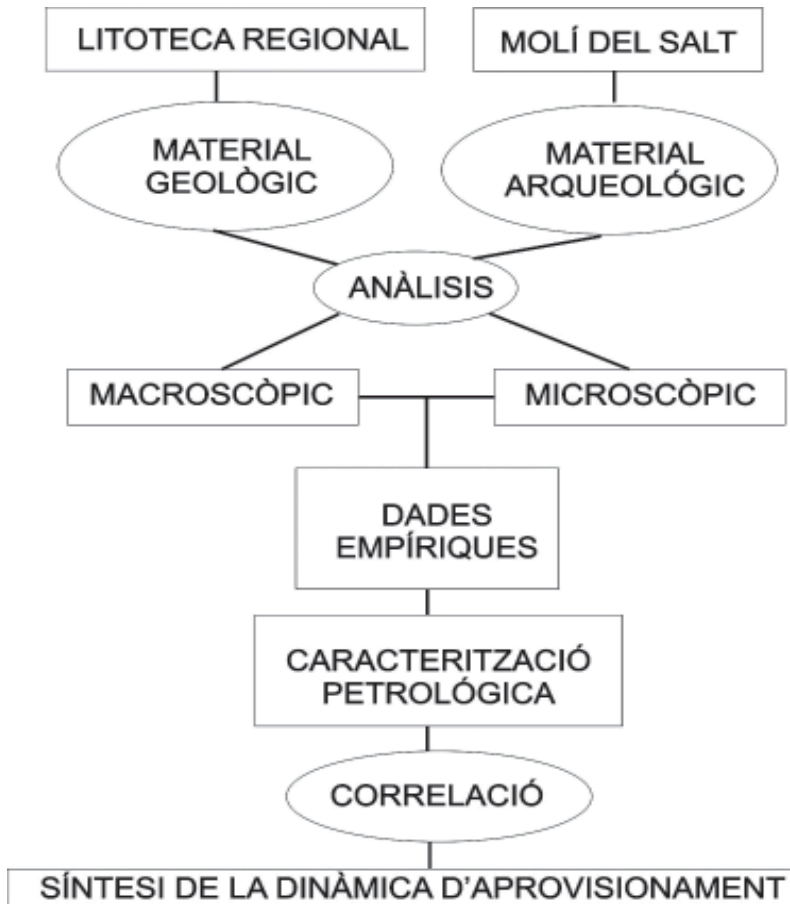 LITOTECA REGIONAL
MOLÍ DEL SALT
MATERIAL
GEOLÒGIC
MATERIAL
ARQUEOLÓGIC
ANÀLISIS
MACROSCÒPIC
MICROSCÒPIC
DADES
EMPÍRIQUES
CARACTERITZACIÓ
PETROLÓGICA
CORRELACIÓ
SÍNTESI DE LA DINÀMICA D'APROVISIONAMENT